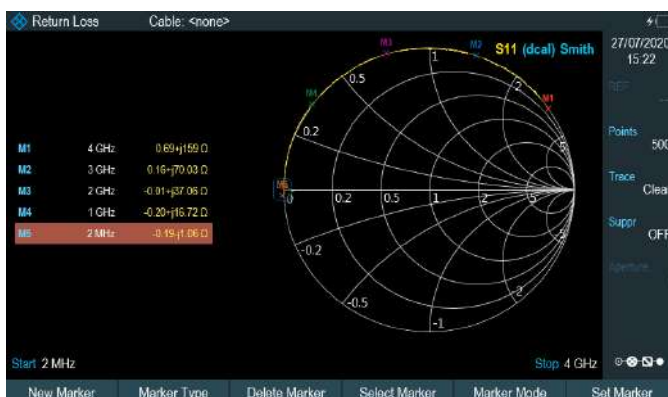 Return Loss Cable: <none>
27/07/2020
15:22
S11 (dcal) Smith
REF
M1 4 GHz 0.69+j159 Ω
M2 3 GHz 0.16+j70.03 Ω
M3 2 GHz -0.01+j37.06 Ω
M4 1 GHz -0.20+j16.72 Ω
M5 2 MHz -0.19-j1.06 Ω
M3 M2 M1 M4 M5
1
0.5 2
0.2 5
0 0.2 0.5 1 2 5
-0.2 -5
-0.5 -2
-1
Points
500
Trace
Clea
Suppr
OFF
Aperture
Start 2 MHz Stop 4 GHz
New Marker Marker Type Delete Marker Select Marker Marker Mode Set Marker